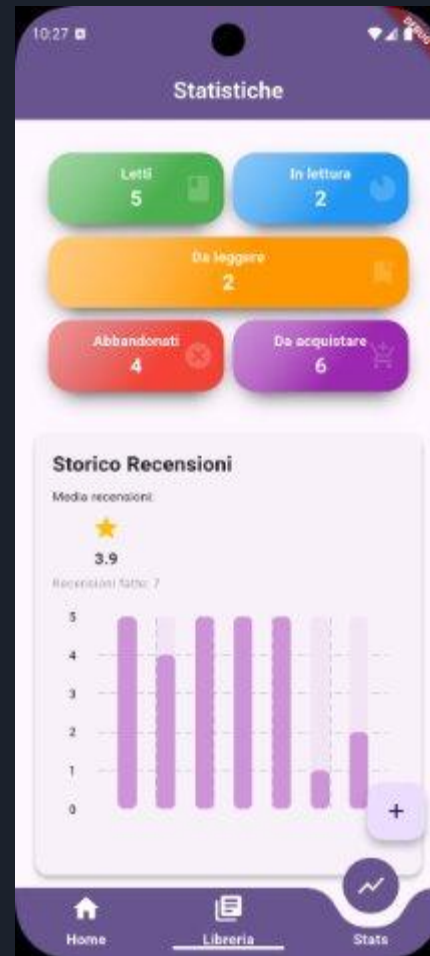 10:27
DEBUG
Statistiche
Letti
5
In lettura
2
Da leggere
2
Abbandonati
4
Da acquistare
6
Storico Recensioni
Media recensioni:
3.9
Recensioni fatte: 7
5
4
3
2
1
0
+
Home
Libreria
Stats